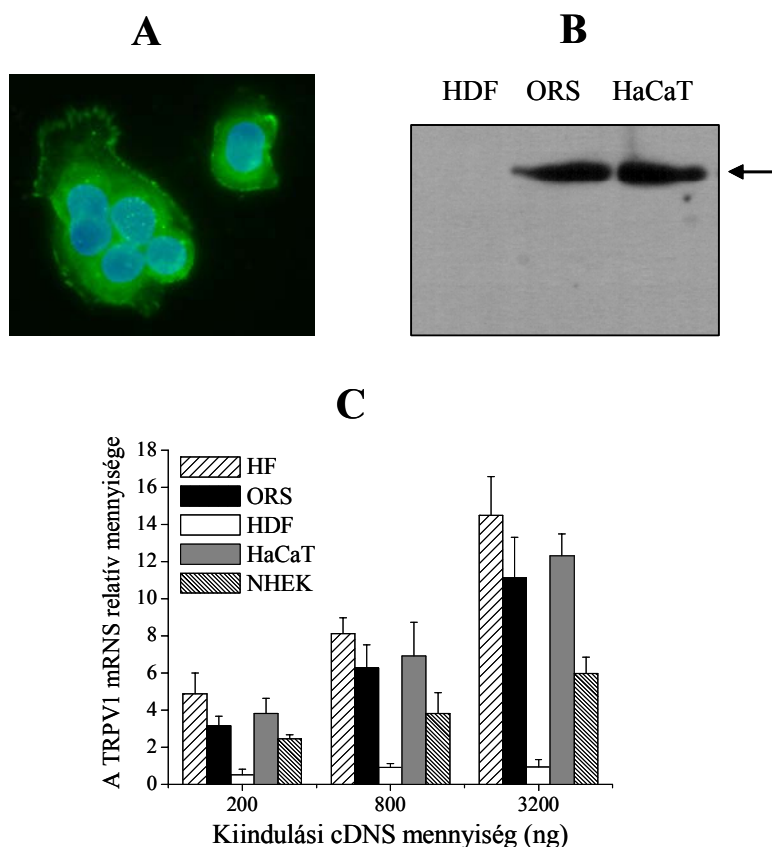 A
B
HDF ORS HaCaT
C
A TRPV1 mRNS relatív mennyisége
18
16
14
12
10
8
6
4
2
0
HF
ORS
HDF
HaCaT
NHEK
200 800 3200
Kiindulási cDNS mennyiség (ng)